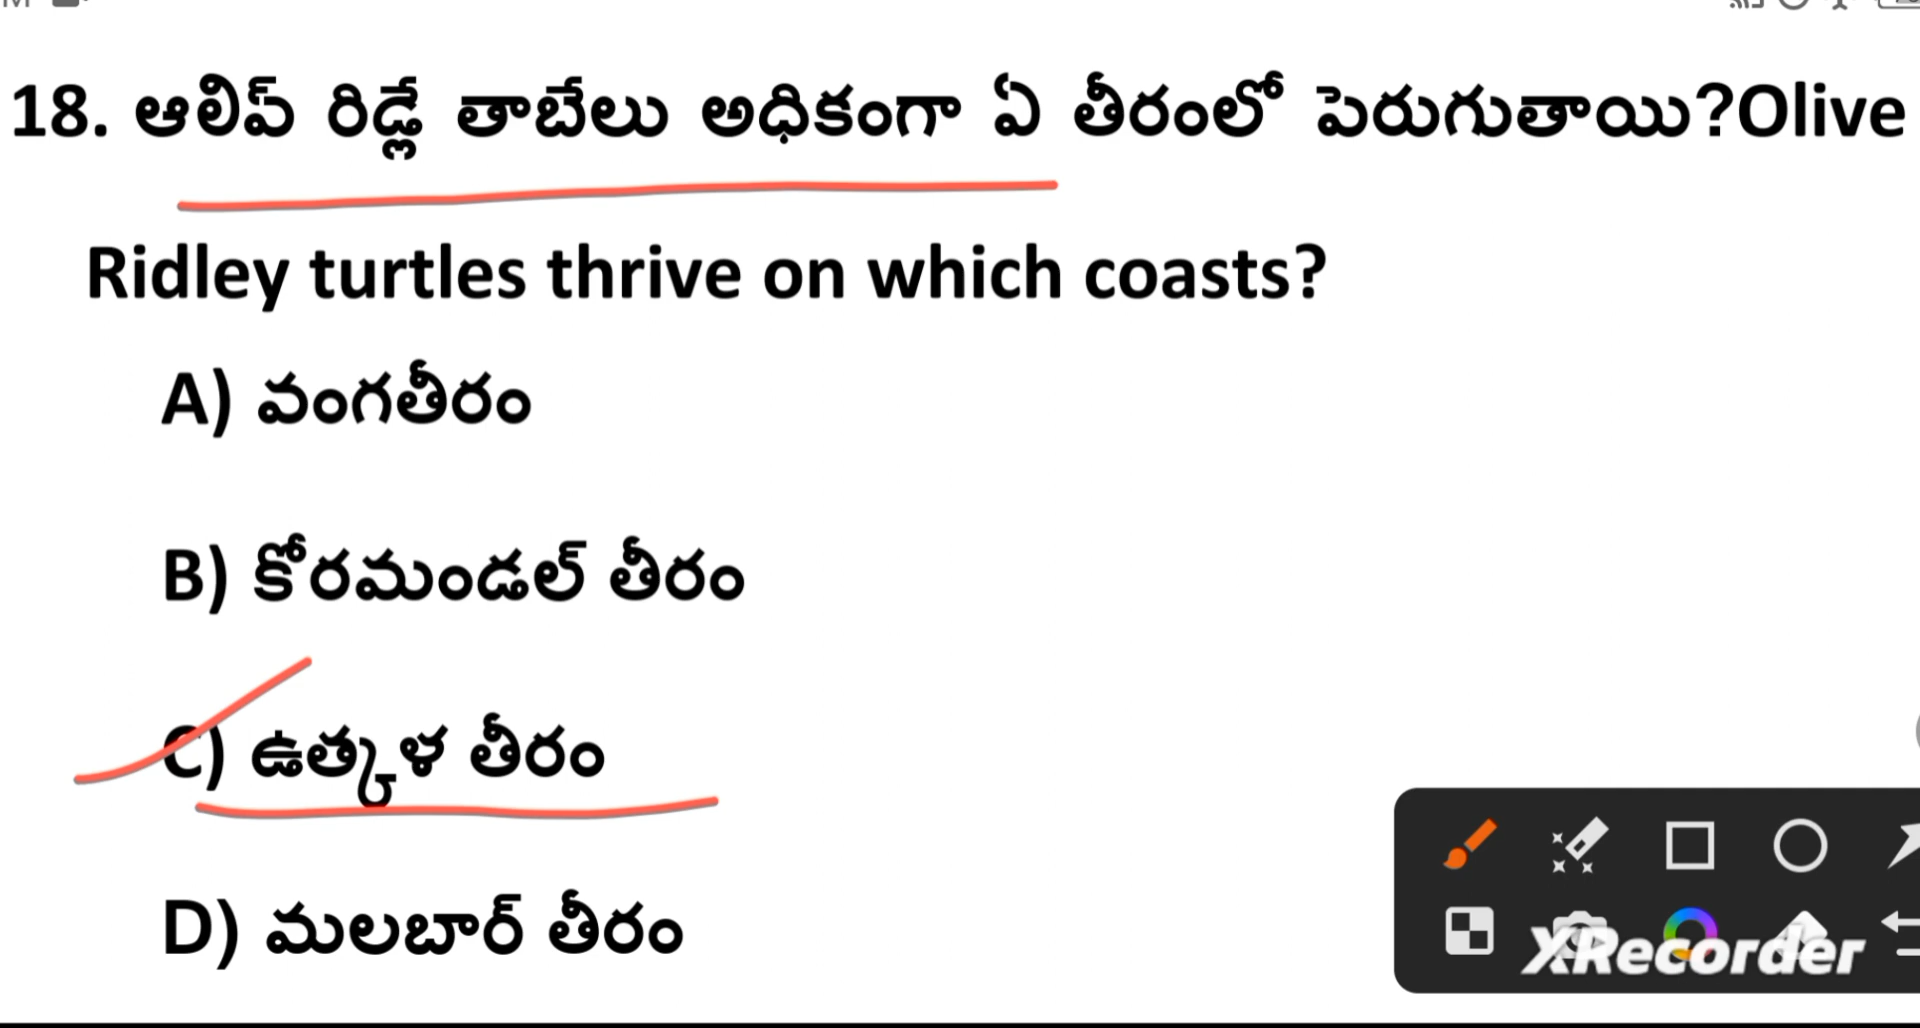 18. ఆలివ్ రిడ్లే తాబేలు అధికంగా ఏ తీరంలో పెరుగుతాయి?Olive
Ridley turtles thrive on which coasts?
A) వంగతీరం
B) కోరమండల్ తీరం
C) ఉత్కళ తీరం
D) మలబార్ తీరం
XRecorder